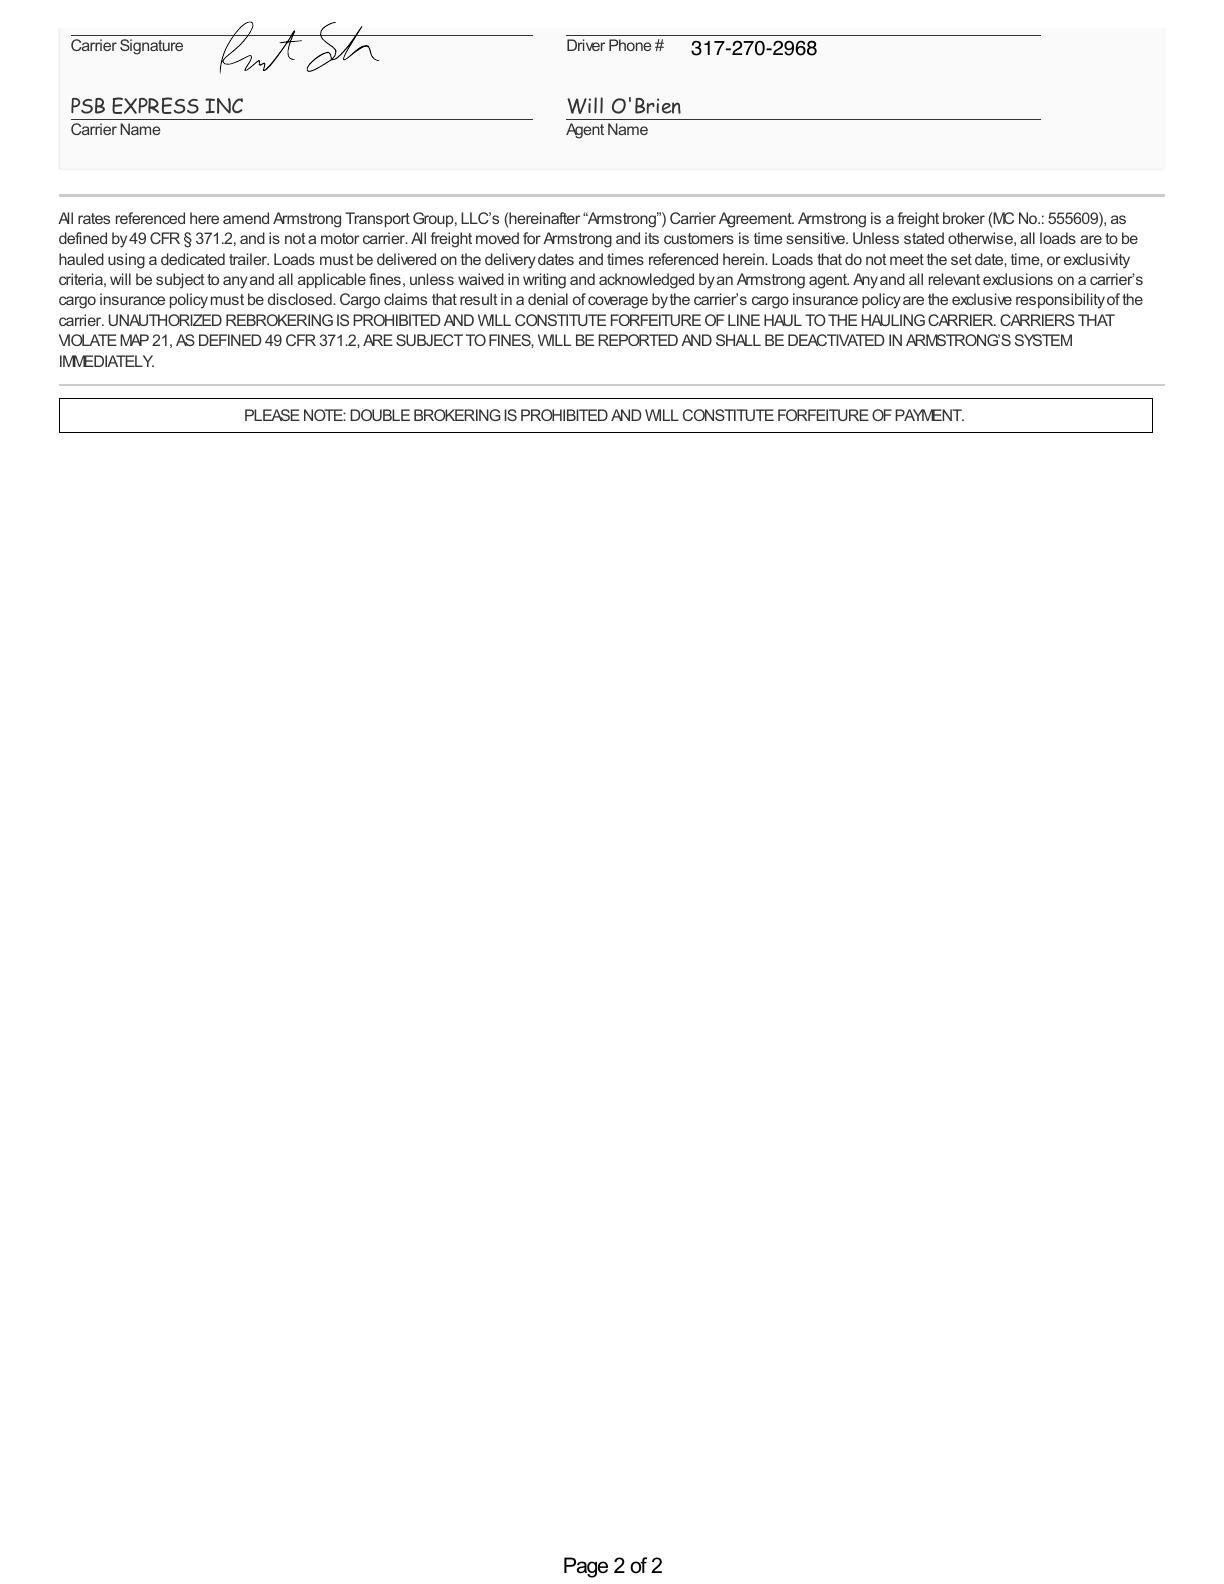 Carrier Signature
Driver Phone # 317-270-2968
PSB EXPRESS INC
Will O'Brien
Carrier Name
Agent Name
All rates referenced here amend Armstrong Transport Group, LLC’s (hereinafter “Armstrong”) Carrier Agreement. Armstrong is a freight broker (MC No.: 555609), as
defined by 49 CFR § 371.2, and is not a motor carrier. All freight moved for Armstrong and its customers is time sensitive. Unless stated otherwise, all loads are to be
hauled using a dedicated trailer. Loads must be delivered on the delivery dates and times referenced herein. Loads that do not meet the set date, time, or exclusivity
criteria, will be subject to any and all applicable fines, unless waived in writing and acknowledged by an Armstrong agent. Any and all relevant exclusions on a carrier’s
cargo insurance policy must be disclosed. Cargo claims that result in a denial of coverage by the carrier’s cargo insurance policy are the exclusive responsibility of the
carrier. UNAUTHORIZED REBROKERING IS PROHIBITED AND WILL CONSTITUTE FORFEITURE OF LINE HAUL TO THE HAULING CARRIER. CARRIERS THAT
VIOLATE MAP 21, AS DEFINED 49 CFR 371.2, ARE SUBJECT TO FINES, WILL BE REPORTED AND SHALL BE DEACTIVATED IN ARMSTRONG’S SYSTEM
IMMEDIATELY.
PLEASE NOTE: DOUBLE BROKERING IS PROHIBITED AND WILL CONSTITUTE FORFEITURE OF PAYMENT.
Page 2 of 2